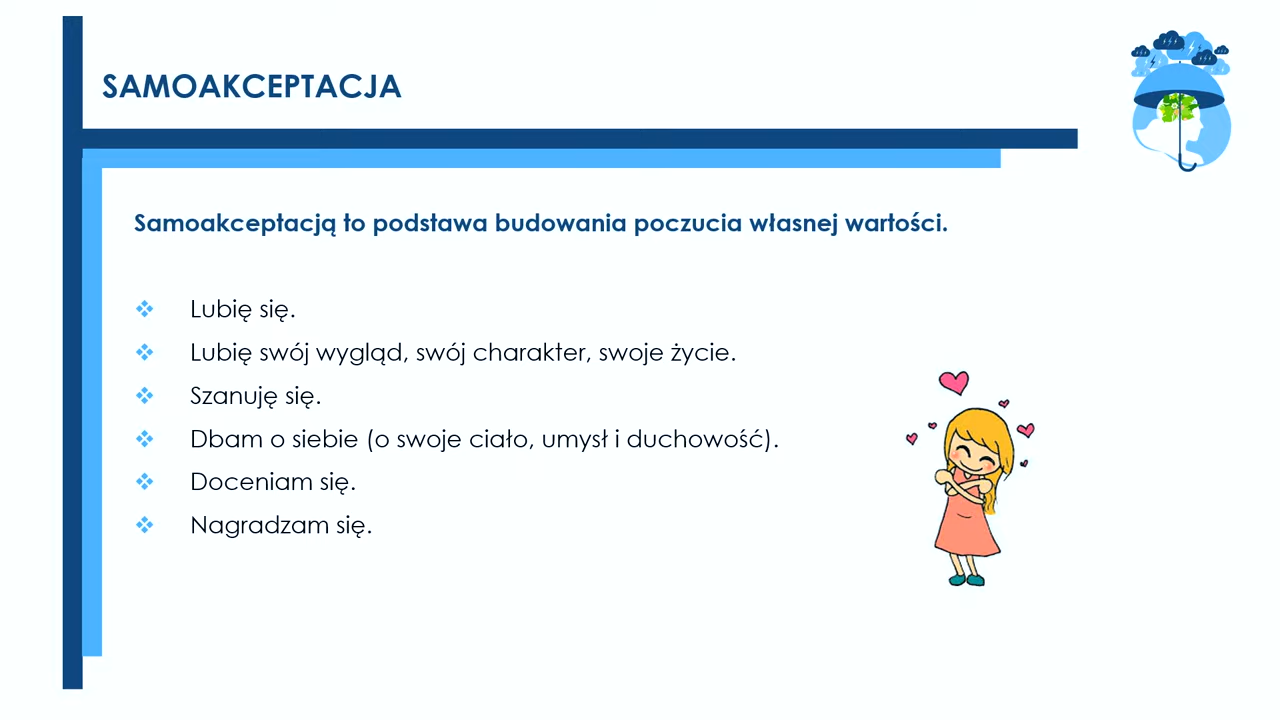 SAMOAKCEPTACJA
Samoakceptacją to podstawa budowania poczucia własnej wartości.
Lubię się.
Lubię swój wygląd, swój charakter, swoje życie.
Szanuję się.
Dbam o siebie (o swoje ciało, umysł i duchowość).
Doceniam się.
Nagradzam się.